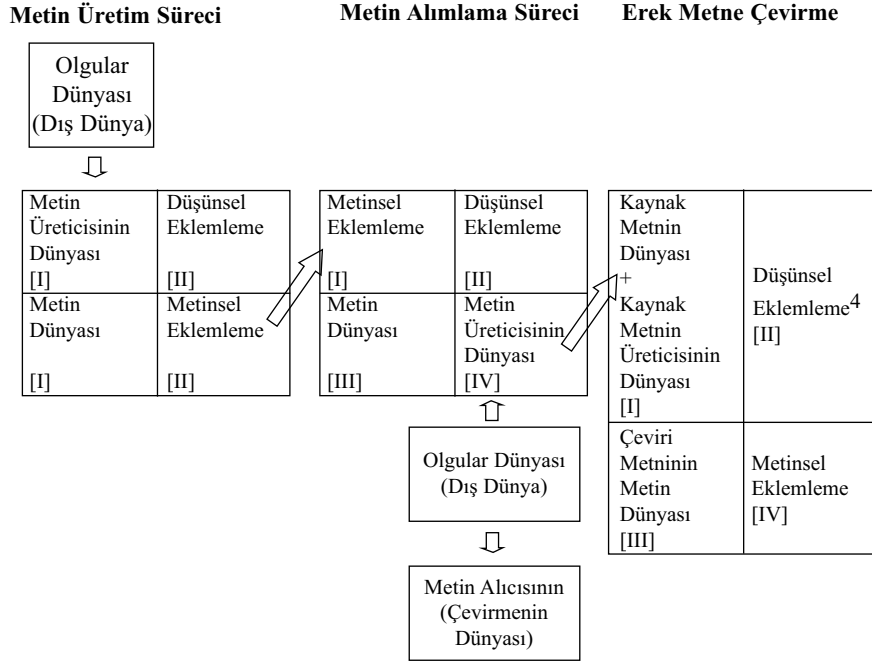 Metin Üretim Süreci
Metin Alımlama Süreci
Erek Metne Çevirme
Olgular
Dünyası
(Dış Dünya)
Metin
Üreticisinin
Dünyası
[I]
Düşünsel
Eklemleme
[II]
Metin
Dünyası
[I]
Metinsel
Eklemleme
[II]
Metinsel
Eklemleme
[I]
Düşünsel
Eklemleme
[II]
Metin
Dünyası
[III]
Metin
Üreticisinin
Dünyası
[IV]
Olgular Dünyası
(Dış Dünya)
Metin Alıcısının
(Çevirmenin
Dünyası)
Kaynak
Metnin
Dünyası
+
Kaynak
Metnin
Üreticisinin
Dünyası
[I]
Düşünsel
Eklemleme4
[II]
Çeviri
Metninin
Metin
Dünyası
[III]
Metinsel
Eklemleme
[IV]